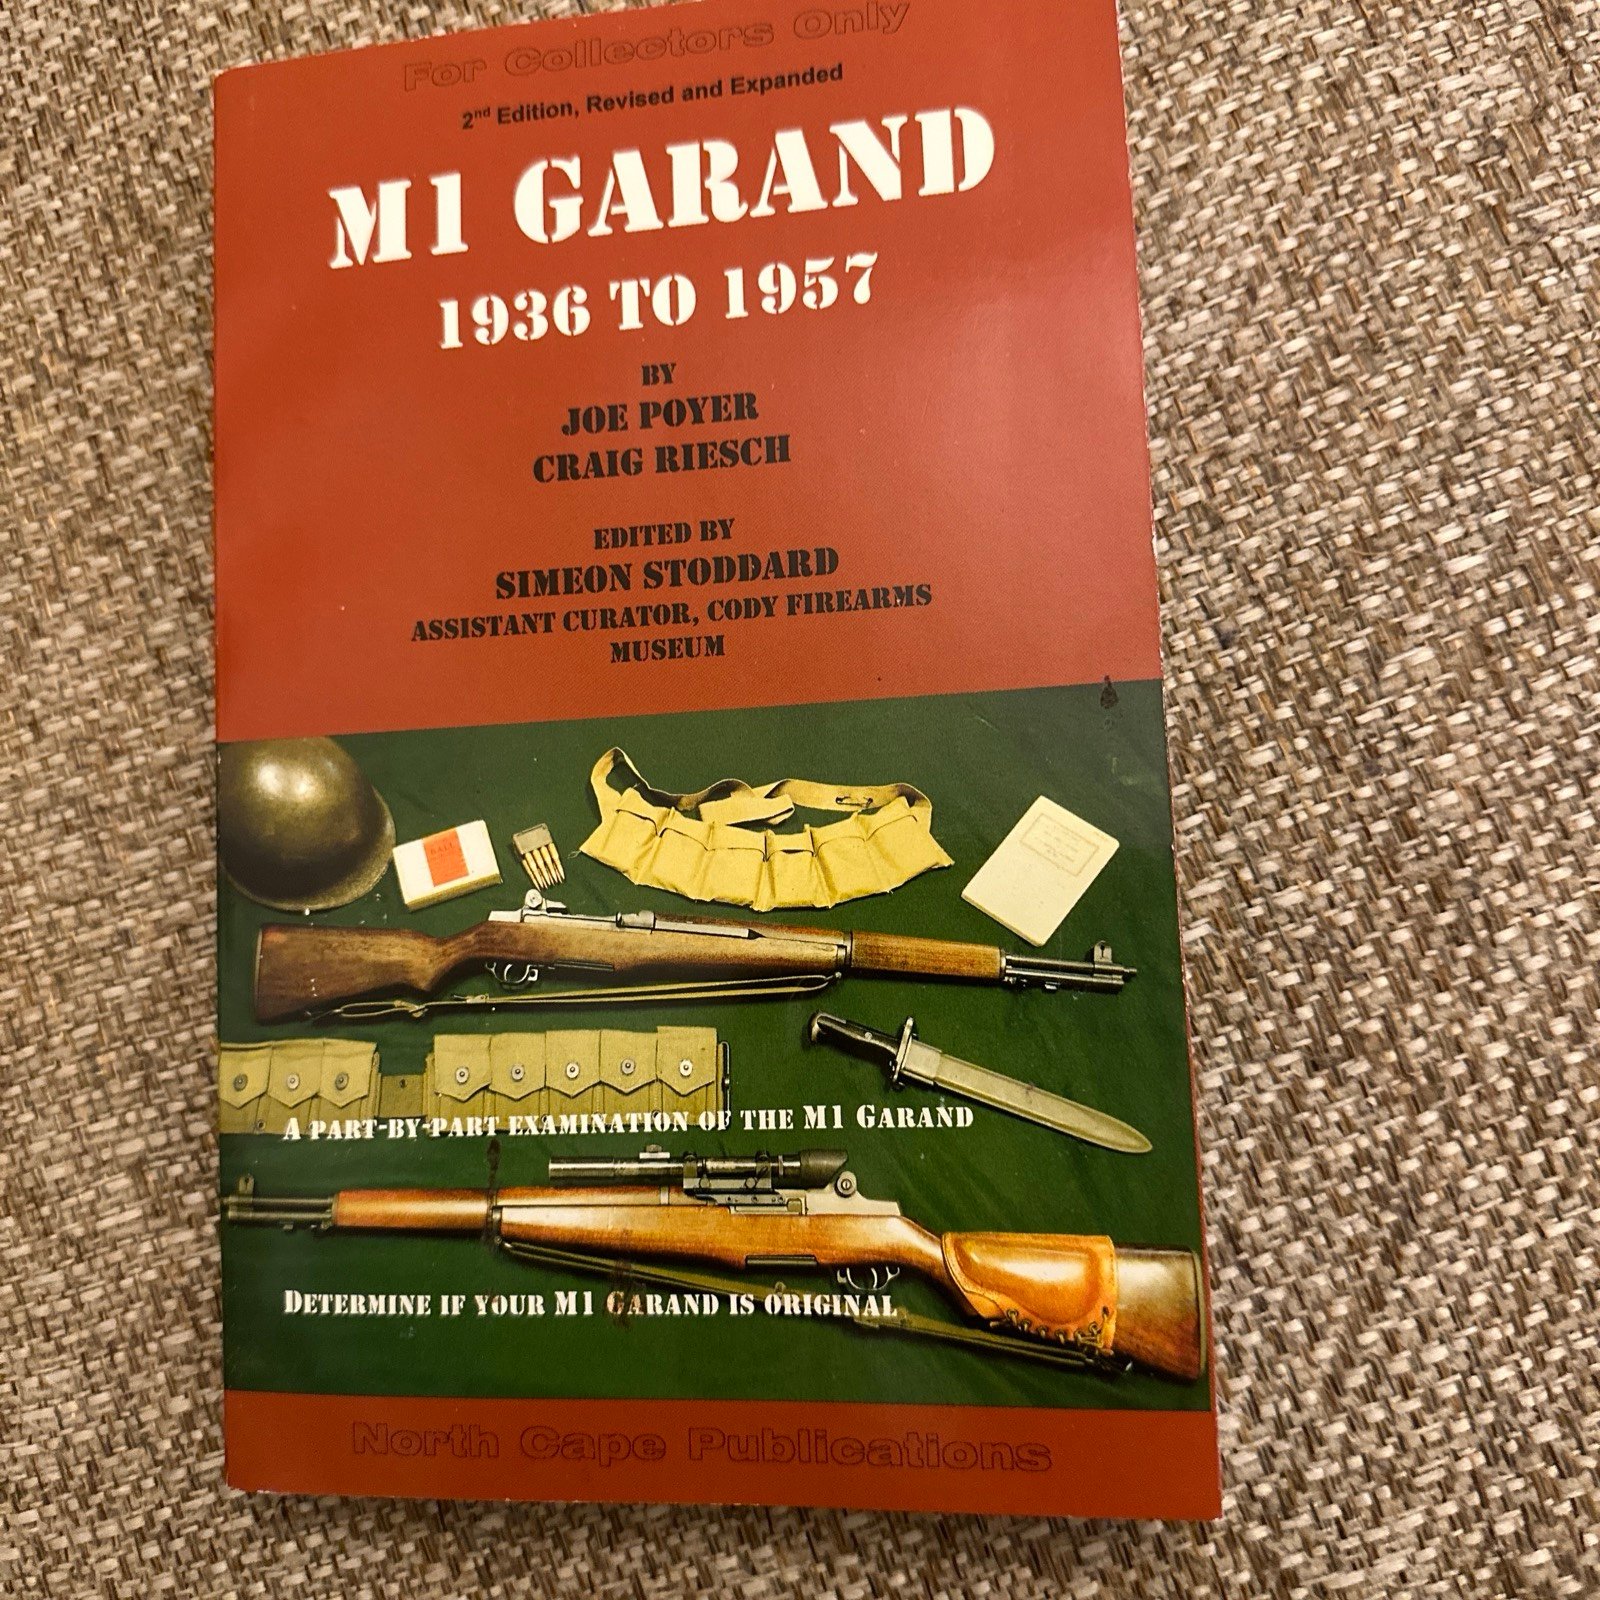 For Collectors Only
2nd Edition, Revised and Expanded
M1 GARAND
1936 TO 1957
BY
JOE POYER
CRAIG RIESCH
EDITED BY
SIMEON STODDARD
ASSISTANT CURATOR, CODY FIREARMS
MUSEUM
A PART-BY-PART EXAMINATION OF THE M1 GARAND
DETERMINE IF YOUR M1 GARAND IS ORIGINAL
North Cape Publications